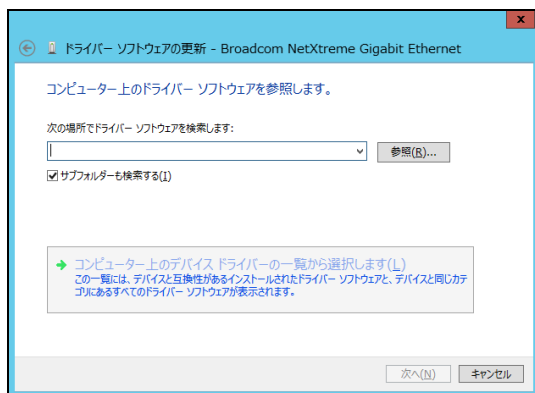 ドライバー ソフトウェアの更新 - Broadcom NetXtreme Gigabit Ethernet
コンピューター上のドライバー ソフトウェアを参照します。
次の場所でドライバー ソフトウェアを検索します:
参照(R)...
サブフォルダーも検索する(I)
コンピューター上のデバイス ドライバーの一覧から選択します(L)
この一覧には、デバイスと互換性があるインストールされたドライバー ソフトウェアと、デバイスと同じカテ
ゴリにあるすべてのドライバー ソフトウェアが表示されます。
次へ(N)
キャンセル